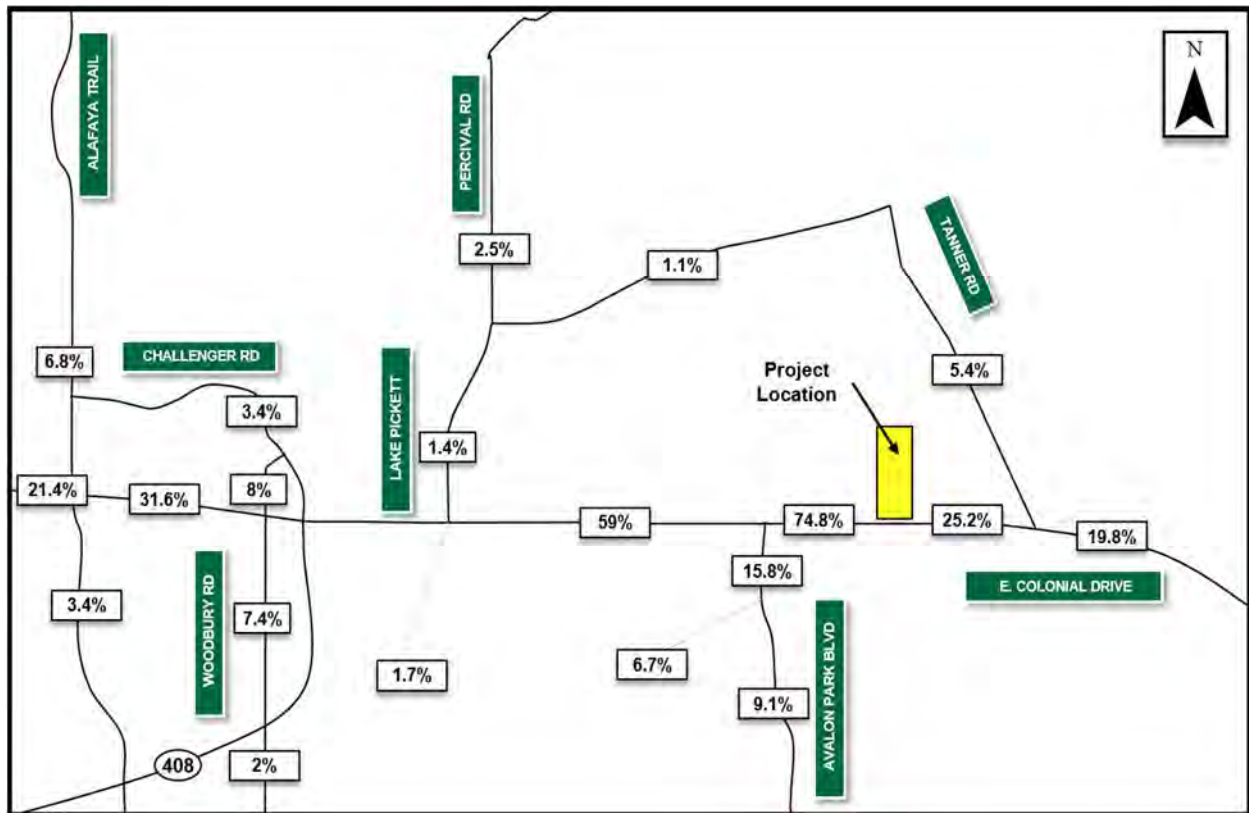 N
ALAFAYA TRAIL
PERCIVAL RD
TANNER RD
2.5%
1.1%
6.8%
CHALLENGER RD
LAKE PICKETT
Project
Location
5.4%
3.4%
1.4%
21.4%
31.6%
8%
59%
74.8%
25.2%
19.8%
15.8%
E. COLONIAL DRIVE
3.4%
WOODBURY RD
7.4%
1.7%
6.7%
9.1%
AVALON PARK BLVD
408
2%